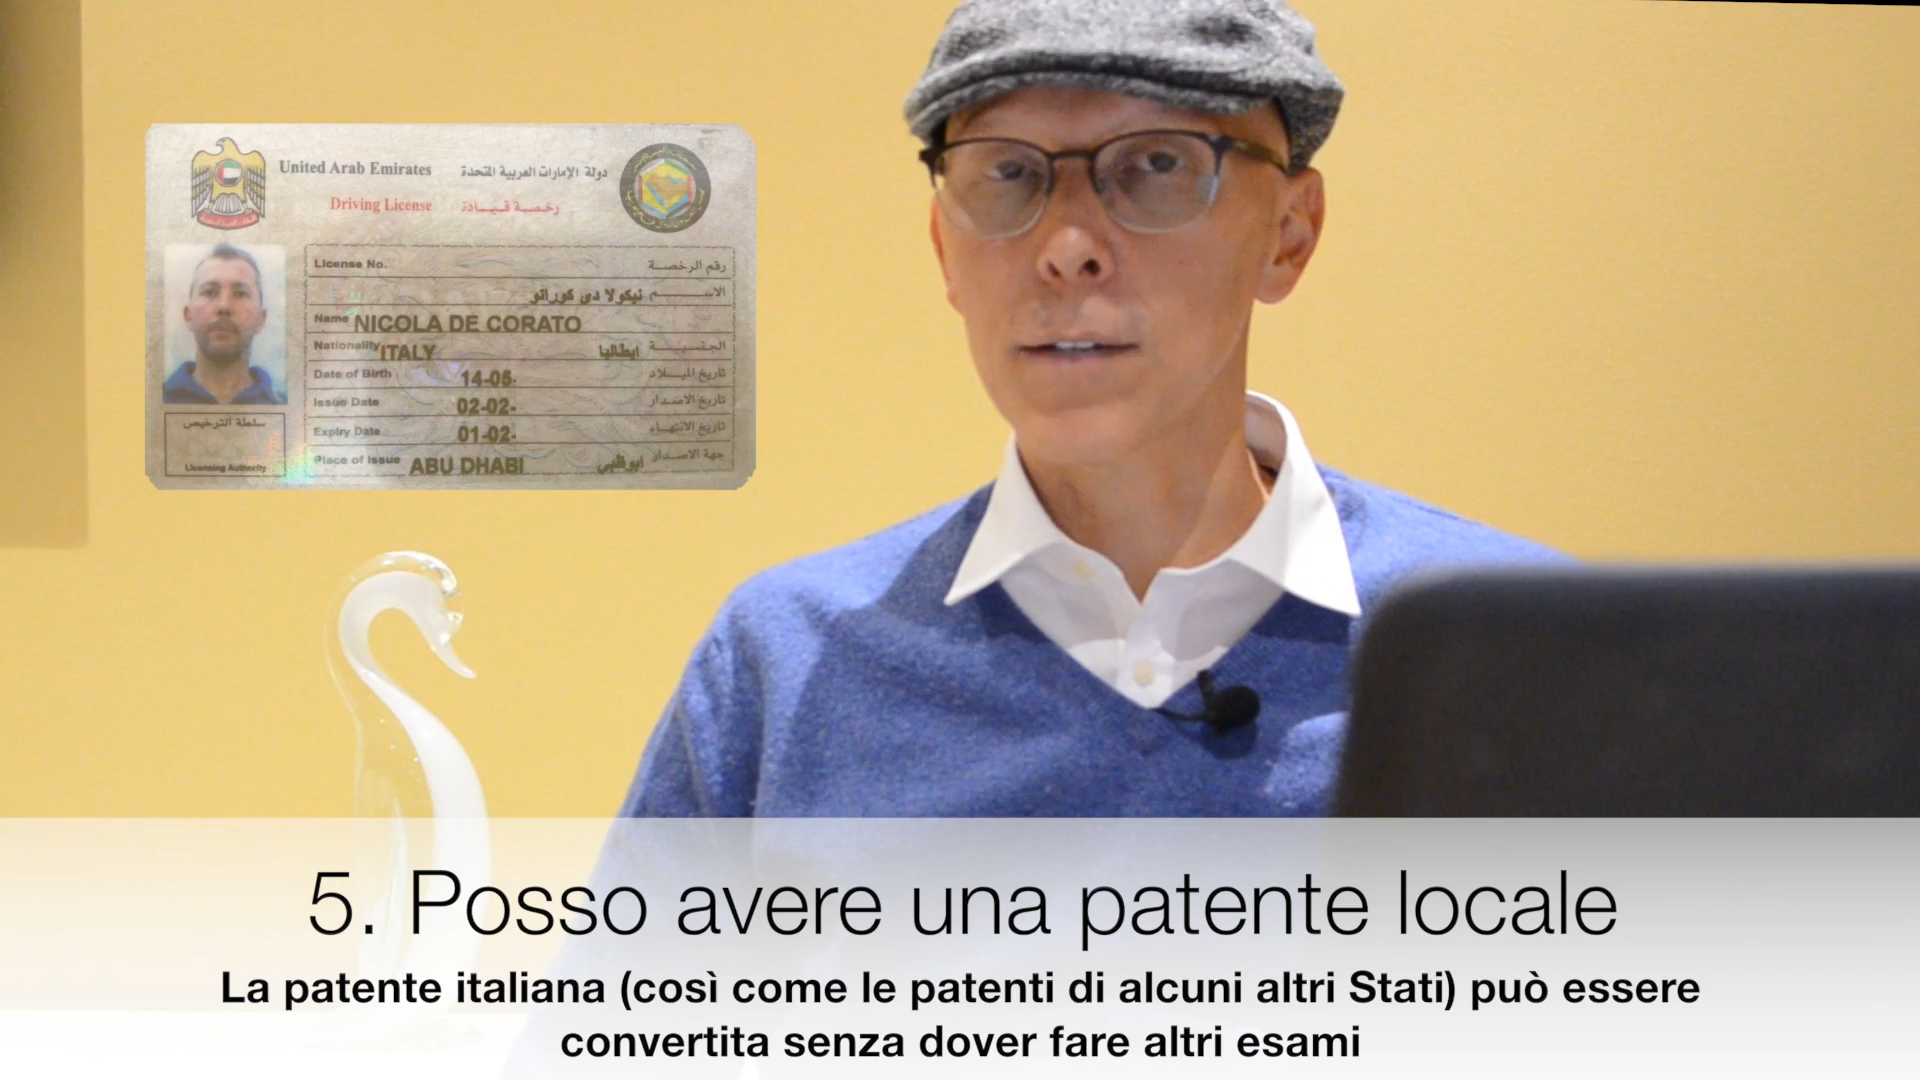 United Arab Emirates دولة الإمارات العربية المتحدة
Driving License رخصة قيادة
License No. رقم الرخصة
الاسم نيكولا دى كوراتو
Name NICOLA DE CORATO
Nationality ITALY ايطاليا الجنسية
Date of Birth 14-05- تاريخ الميلاد
Issue Date 02-02- تاريخ الاصدار
Expiry Date 01-02- تاريخ الانتهاء
Place of Issue ABU DHABI ابوظبي جهة الاصدار
سلطة الترخيص
Licensing Authority
5. Posso avere una patente locale
La patente italiana (così come le patenti di alcuni altri Stati) può essere
convertita senza dover fare altri esami